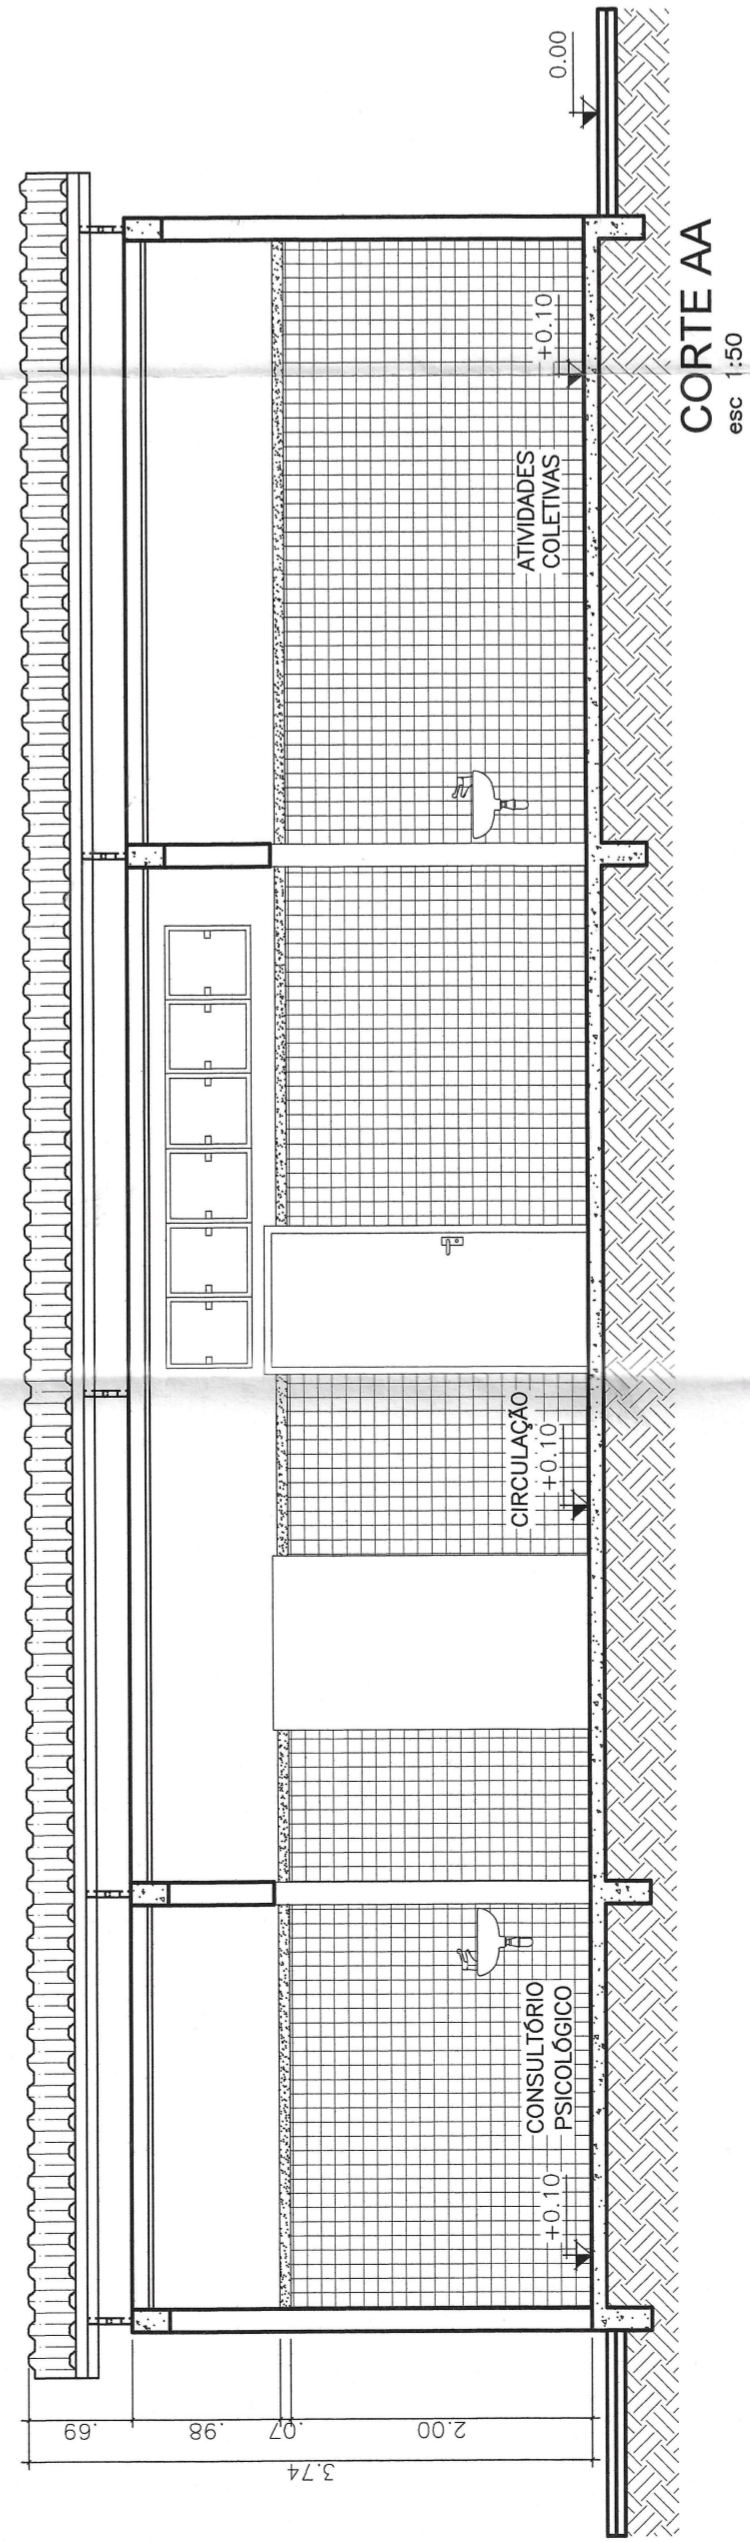 .69
.98
.07
2.00
3.74
CONSULTÓRIO
PSICOLÓGICO
+0.10
CIRCULAÇÃO
+0.10
ATIVIDADES
COLETIVAS
+0.10
0.00
CORTE AA
esc 1:50